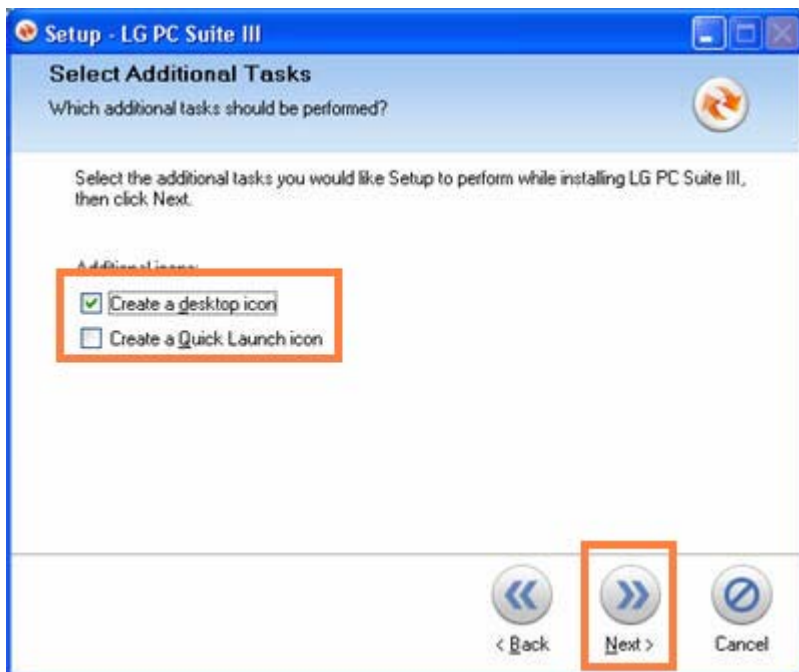 Setup - LG PC Suite III
Select Additional Tasks
Which additional tasks should be performed?
Select the additional tasks you would like Setup to perform while installing LG PC Suite III,
then click Next.
Additional icons:
Create a desktop icon
Create a Quick Launch icon
< Back
Next >
Cancel